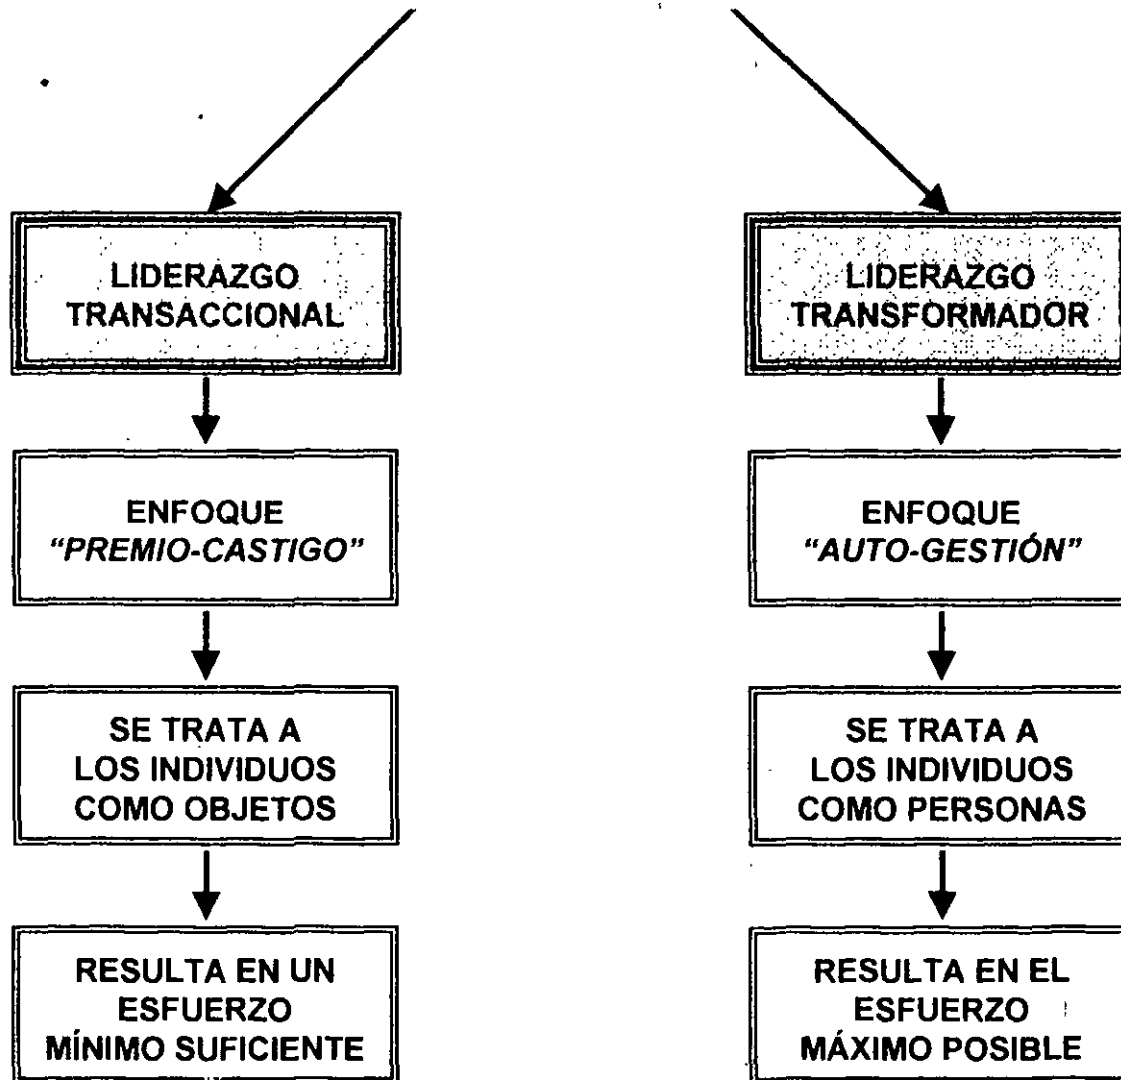 LIDERAZGO
TRANSACCIONAL
ENFOQUE
"PREMIO-CASTIGO"
SE TRATA A
LOS INDIVIDUOS
COMO OBJETOS
RESULTA EN UN
ESFUERZO
MÍNIMO SUFICIENTE
LIDERAZGO
TRANSFORMADOR
ENFOQUE
"AUTO-GESTIÓN"
SE TRATA A
LOS INDIVIDUOS
COMO PERSONAS
RESULTA EN EL
ESFUERZO
MÁXIMO POSIBLE